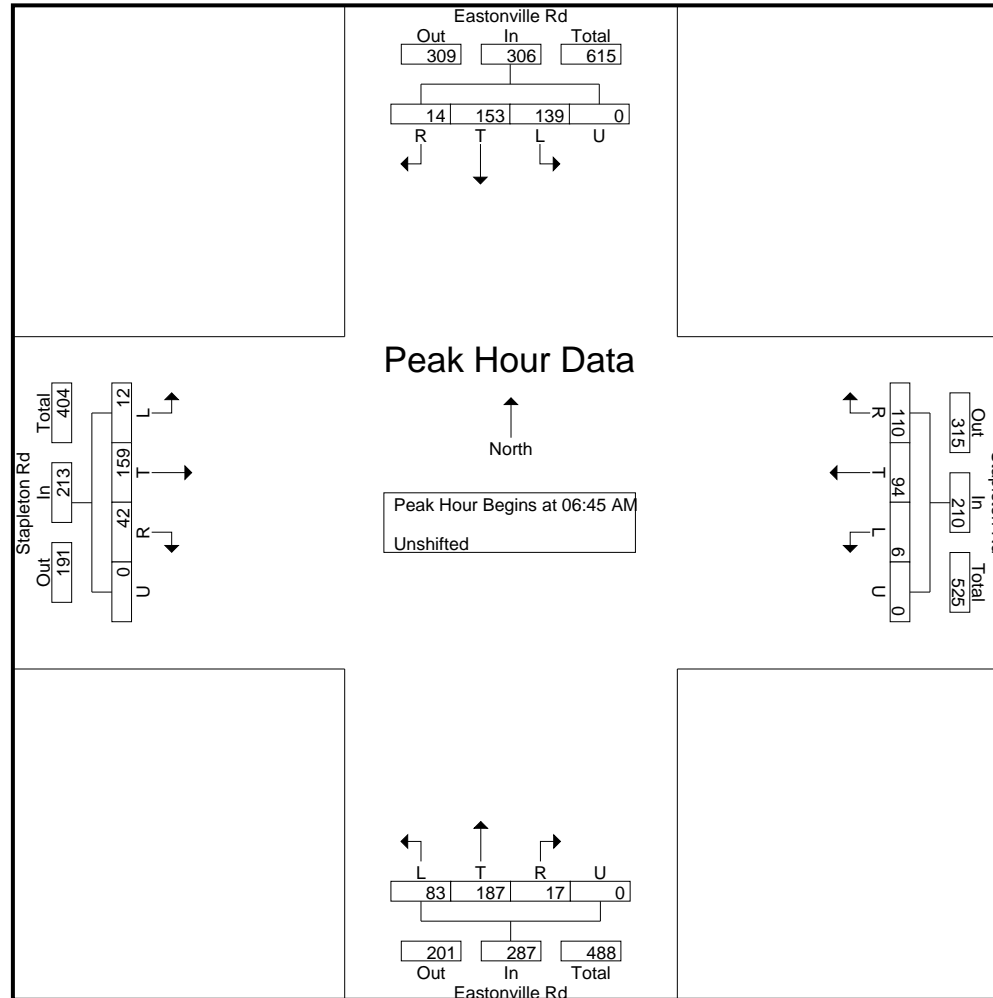 Eastonville Rd
Out In Total
309 306 615
14 153 139 0
R T L U
Peak Hour Data
North
Peak Hour Begins at 06:45 AM
Unshifted
Stapleton Rd
Total In Out
404 213 191
12 159 42 0
L T R U
R T L U
110 94 6 0
Out In Total
315 210 525
L T R U
83 187 17 0
201 287 488
Out In Total
Eastonville Rd